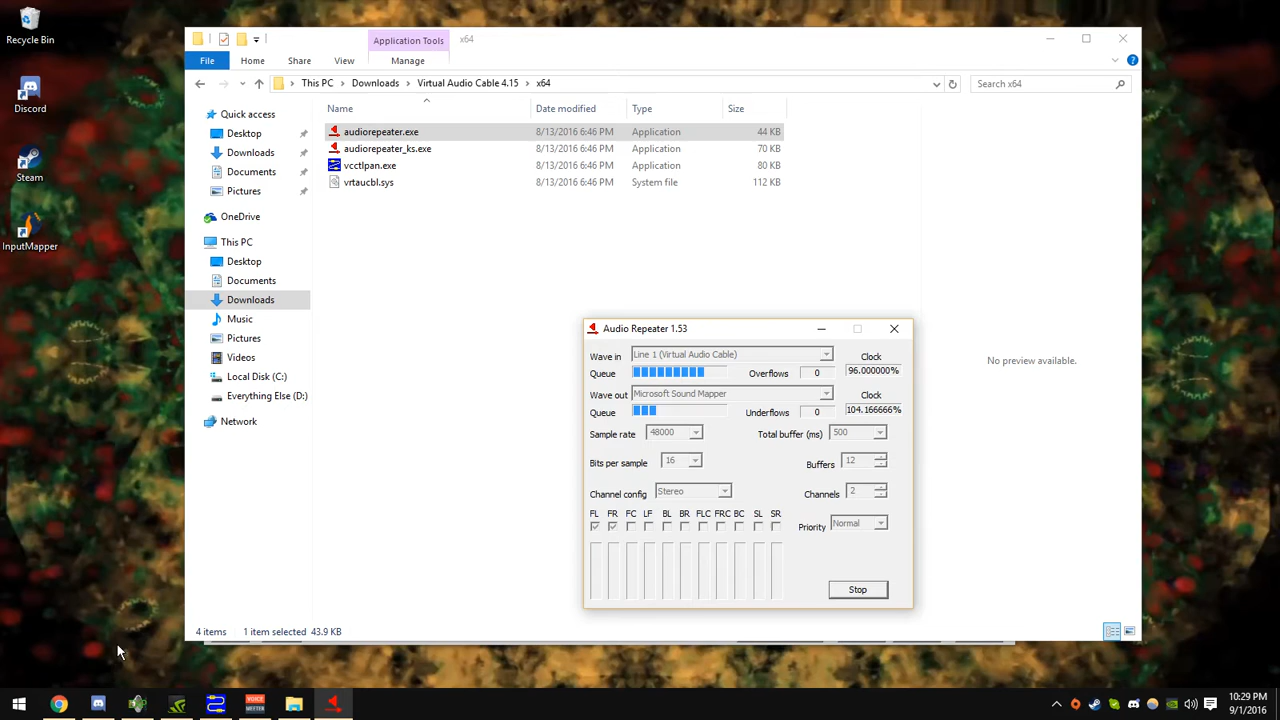 Recycle Bin
Discord
Steam
InputMapper
Application Tools
x64
File
Home
Share
View
Manage
This PC
Downloads
Virtual Audio Cable 4.15
x64
Search x64
Quick access
Desktop
Downloads
Documents
Pictures
OneDrive
This PC
Desktop
Documents
Downloads
Music
Pictures
Videos
Local Disk (C:)
Everything Else (D:)
Network
Name Date modified Type Size
audiorepeater.exe 8/13/2016 6:46 PM Application 44 KB
audiorepeater_ks.exe 8/13/2016 6:46 PM Application 70 KB
vcctlpan.exe 8/13/2016 6:46 PM Application 80 KB
vrtaucbl.sys 8/13/2016 6:46 PM System file 112 KB
No preview available.
Audio Repeater 1.53
Wave in Line 1 (Virtual Audio Cable) Clock
Queue Overflows 0 96.000000%
Wave out Microsoft Sound Mapper Clock
Queue Underflows 0 104.166666%
Sample rate 48000 Total buffer (ms) 500
Bits per sample 16 Buffers 12
Channel config Stereo Channels 2
FL FR FC LF BL BR FLC FRC BC SL SR
Priority Normal
Stop
4 items 1 item selected 43.9 KB
VOICE
MEETER
10:29 PM
9/1/2016